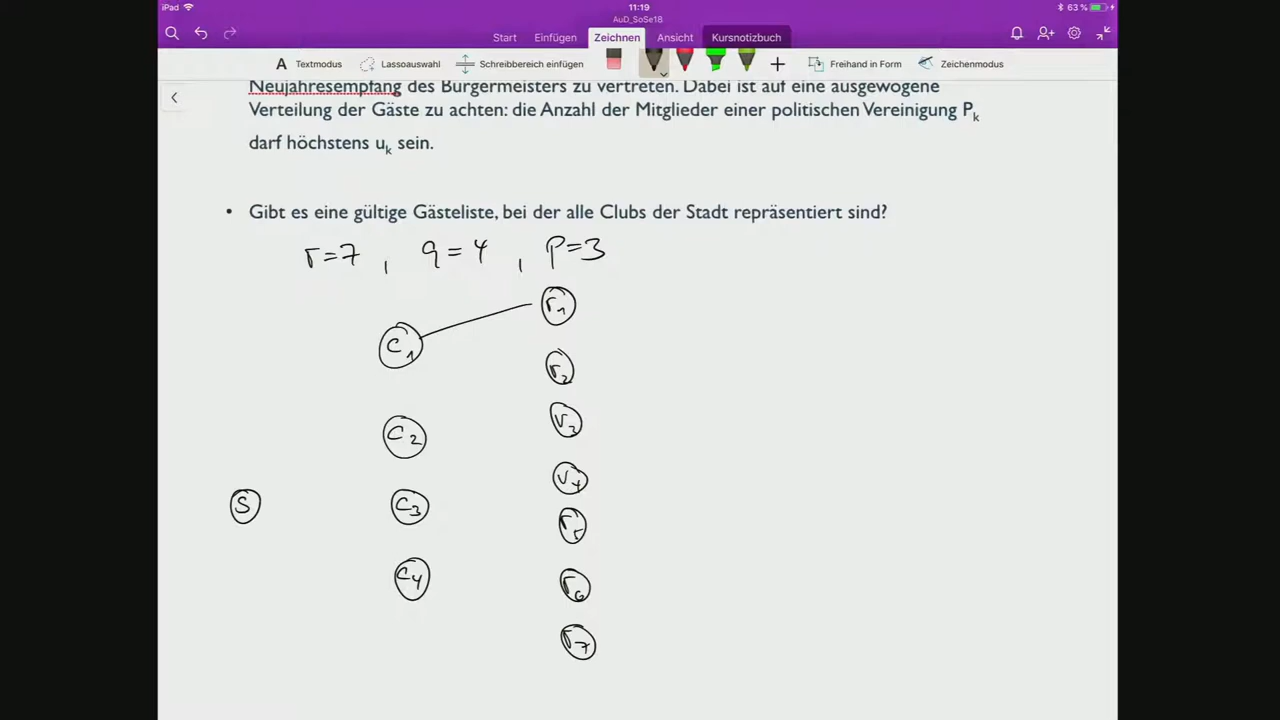 iPad 11:19 63 %
AuD_SoSe18
Start Einfügen Zeichnen Ansicht Kursnotizbuch
A Textmodus Lassoauswahl Schreibbereich einfügen Freihand in Form Zeichenmodus
Neujahresempfang des Bürgermeisters zu vertreten. Dabei ist auf eine ausgewogene
Verteilung der Gäste zu achten: die Anzahl der Mitglieder einer politischen Vereinigung Pk
darf höchstens uk sein.
• Gibt es eine gültige Gästeliste, bei der alle Clubs der Stadt repräsentiert sind?
r=7, q=4, p=3
r1
c1
r2
r3
c2
r4
s
c3
r5
c4
r6
r7